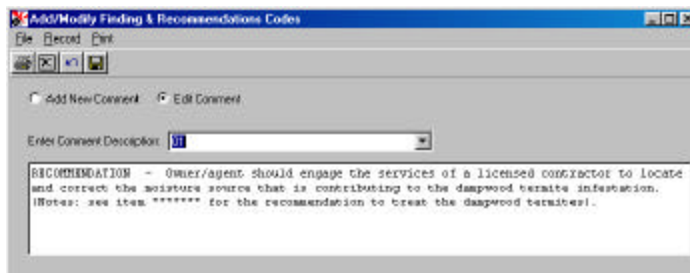 Add/Modify Finding & Recommendations Codes
File Record Print
Add New Comment Edit Comment
Enter Comment Description:
RECOMMENDATION - Owner/agent should engage the services of a licensed contractor to locate
and correct the moisture source that is contributing to the dampwood termite infestation.
(Notes: see item ******* for the recommendation to treat the dampwood termites).